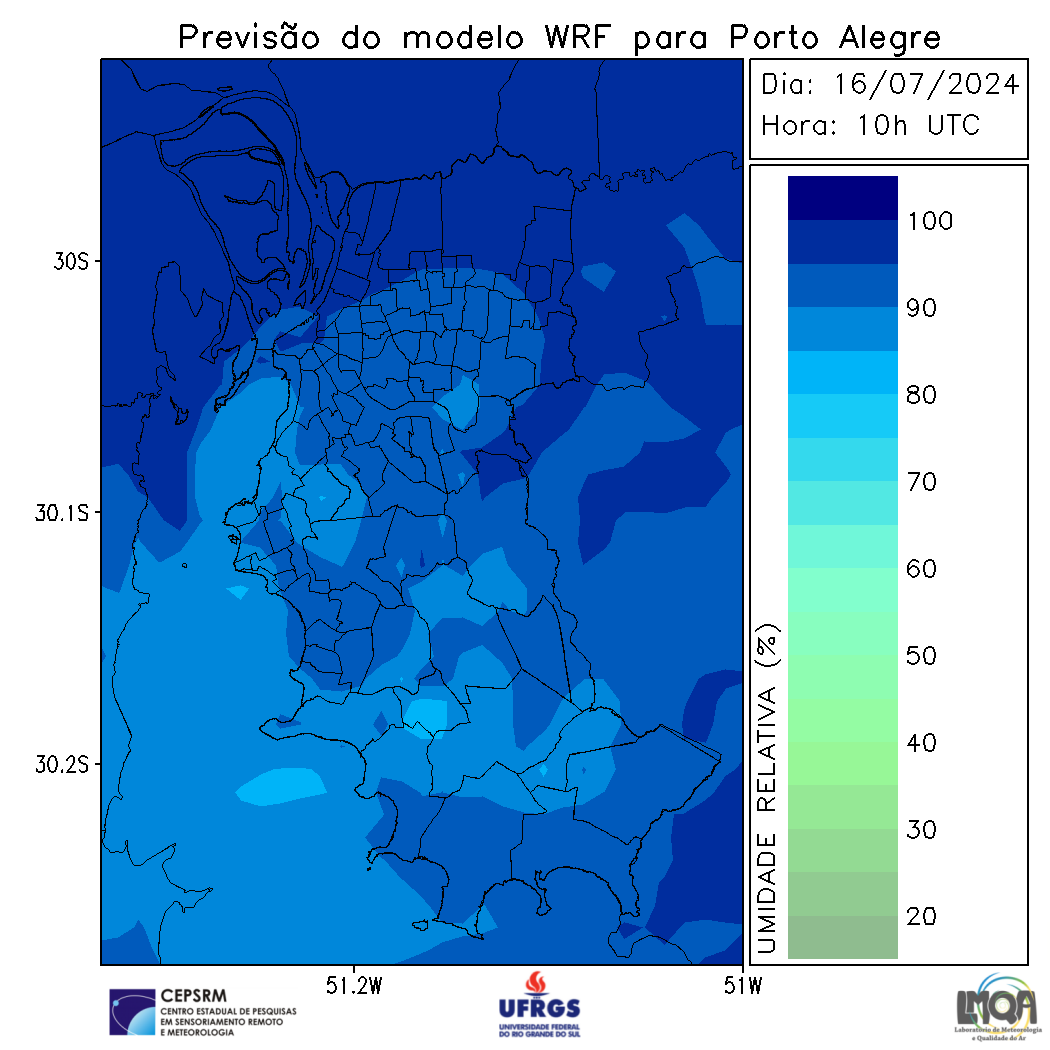 Previsão do modelo WRF para Porto Alegre
Dia: 16/07/2024
Hora: 10h UTC
100
90
80
70
60
50
40
30
20
UMIDADE RELATIVA (%)
30S
30.1S
30.2S
51.2W
51W
CEPSRM
CENTRO ESTADUAL DE PESQUISAS
EM SENSORIAMENTO REMOTO
E METEOROLOGIA
UFRGS
UNIVERSIDADE FEDERAL
DO RIO GRANDE DO SUL
LMQA
Laboratório de Meteorologia
e Qualidade do Ar